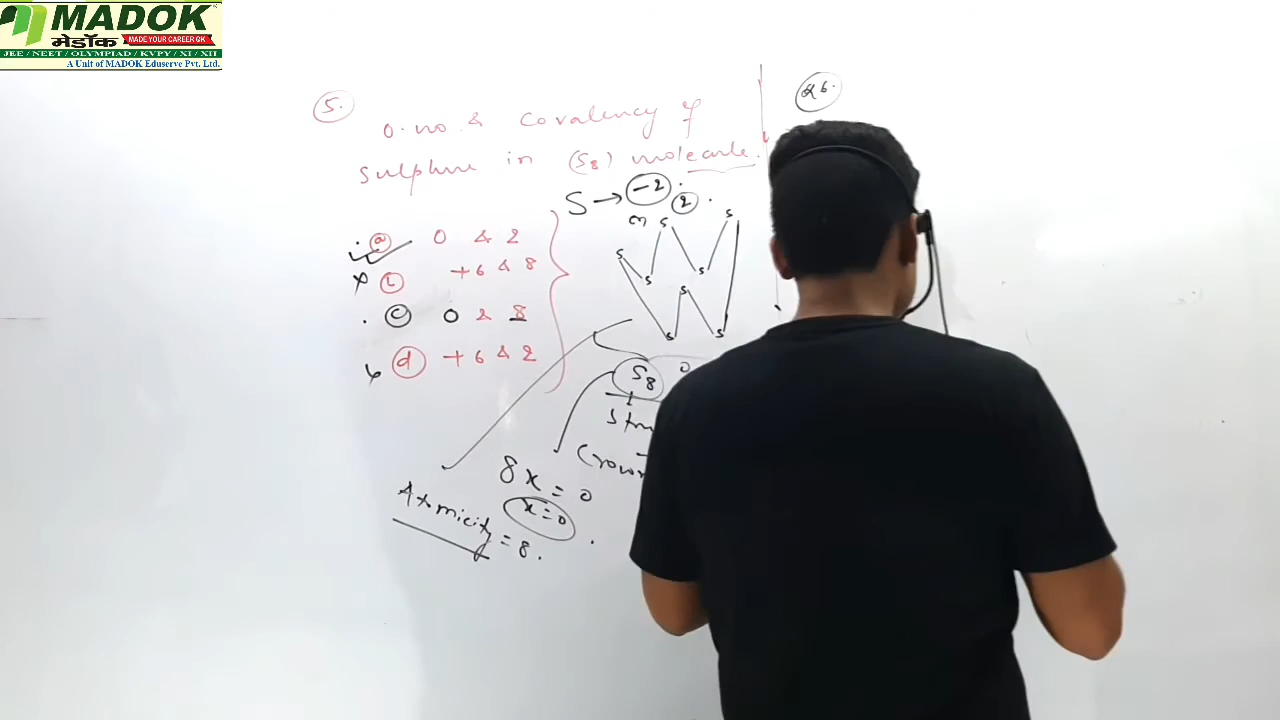 MADOK
मेडॉक MADE YOUR CAREER GK
JEE / NEET / OLYMPIAD / KVPY / XI / XII
A Unit of MADOK Eduserve Pvt. Ltd.
5.
O.no & Covalency of
Sulphur in (S8) molecule.
S → -2
2
a 0 & 2
b +6 & 8
c 0 & 8
d +6 & 2
S S S S S S S S
S8 0
8x = 0
x = 0
Atomicity = 8.
26.